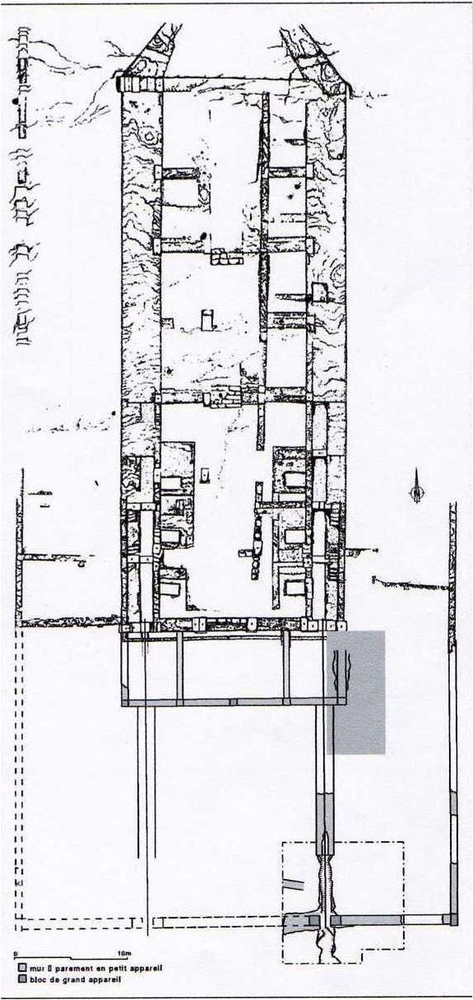 0 10m
mur à parement en petit appareil
bloc de grand appareil